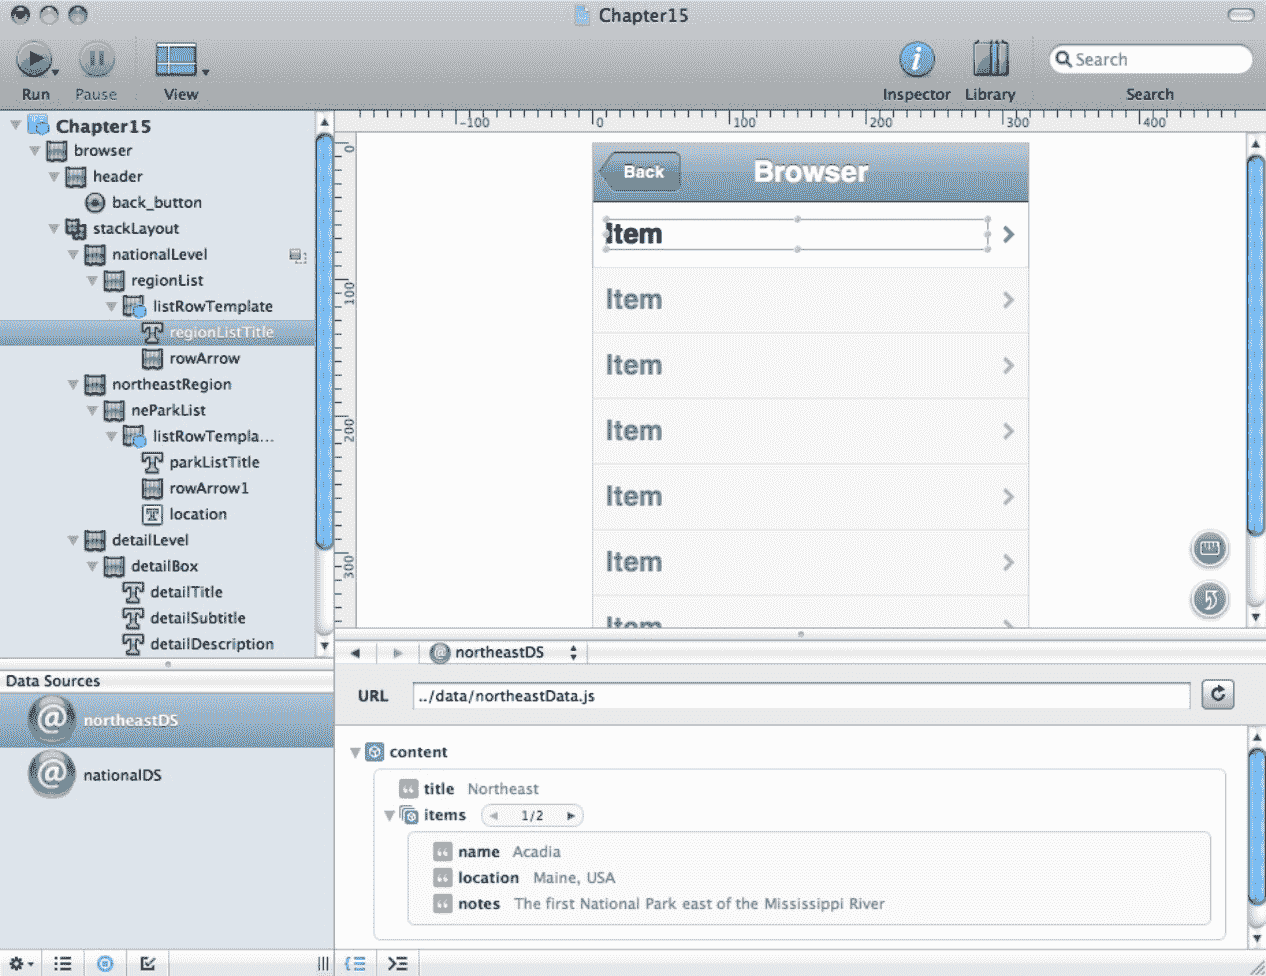 Chapter15
Run
Pause
View
Inspector
Library
Search
Search
Chapter15
browser
header
back_button
stackLayout
nationalLevel
regionList
listRowTemplate
regionListTitle
rowArrow
northeastRegion
neParkList
listRowTempla...
parkListTitle
rowArrow1
location
detailLevel
detailBox
detailTitle
detailSubtitle
detailDescription
Data Sources
northeastDS
nationalDS
-100 0 100 200 300 400
0
100
200
300
Back
Browser
Item
Item
Item
Item
Item
Item
Item
northeastDS
URL ../data/northeastData.js
content
title Northeast
items 1/2
name Acadia
location Maine, USA
notes The first National Park east of the Mississippi River